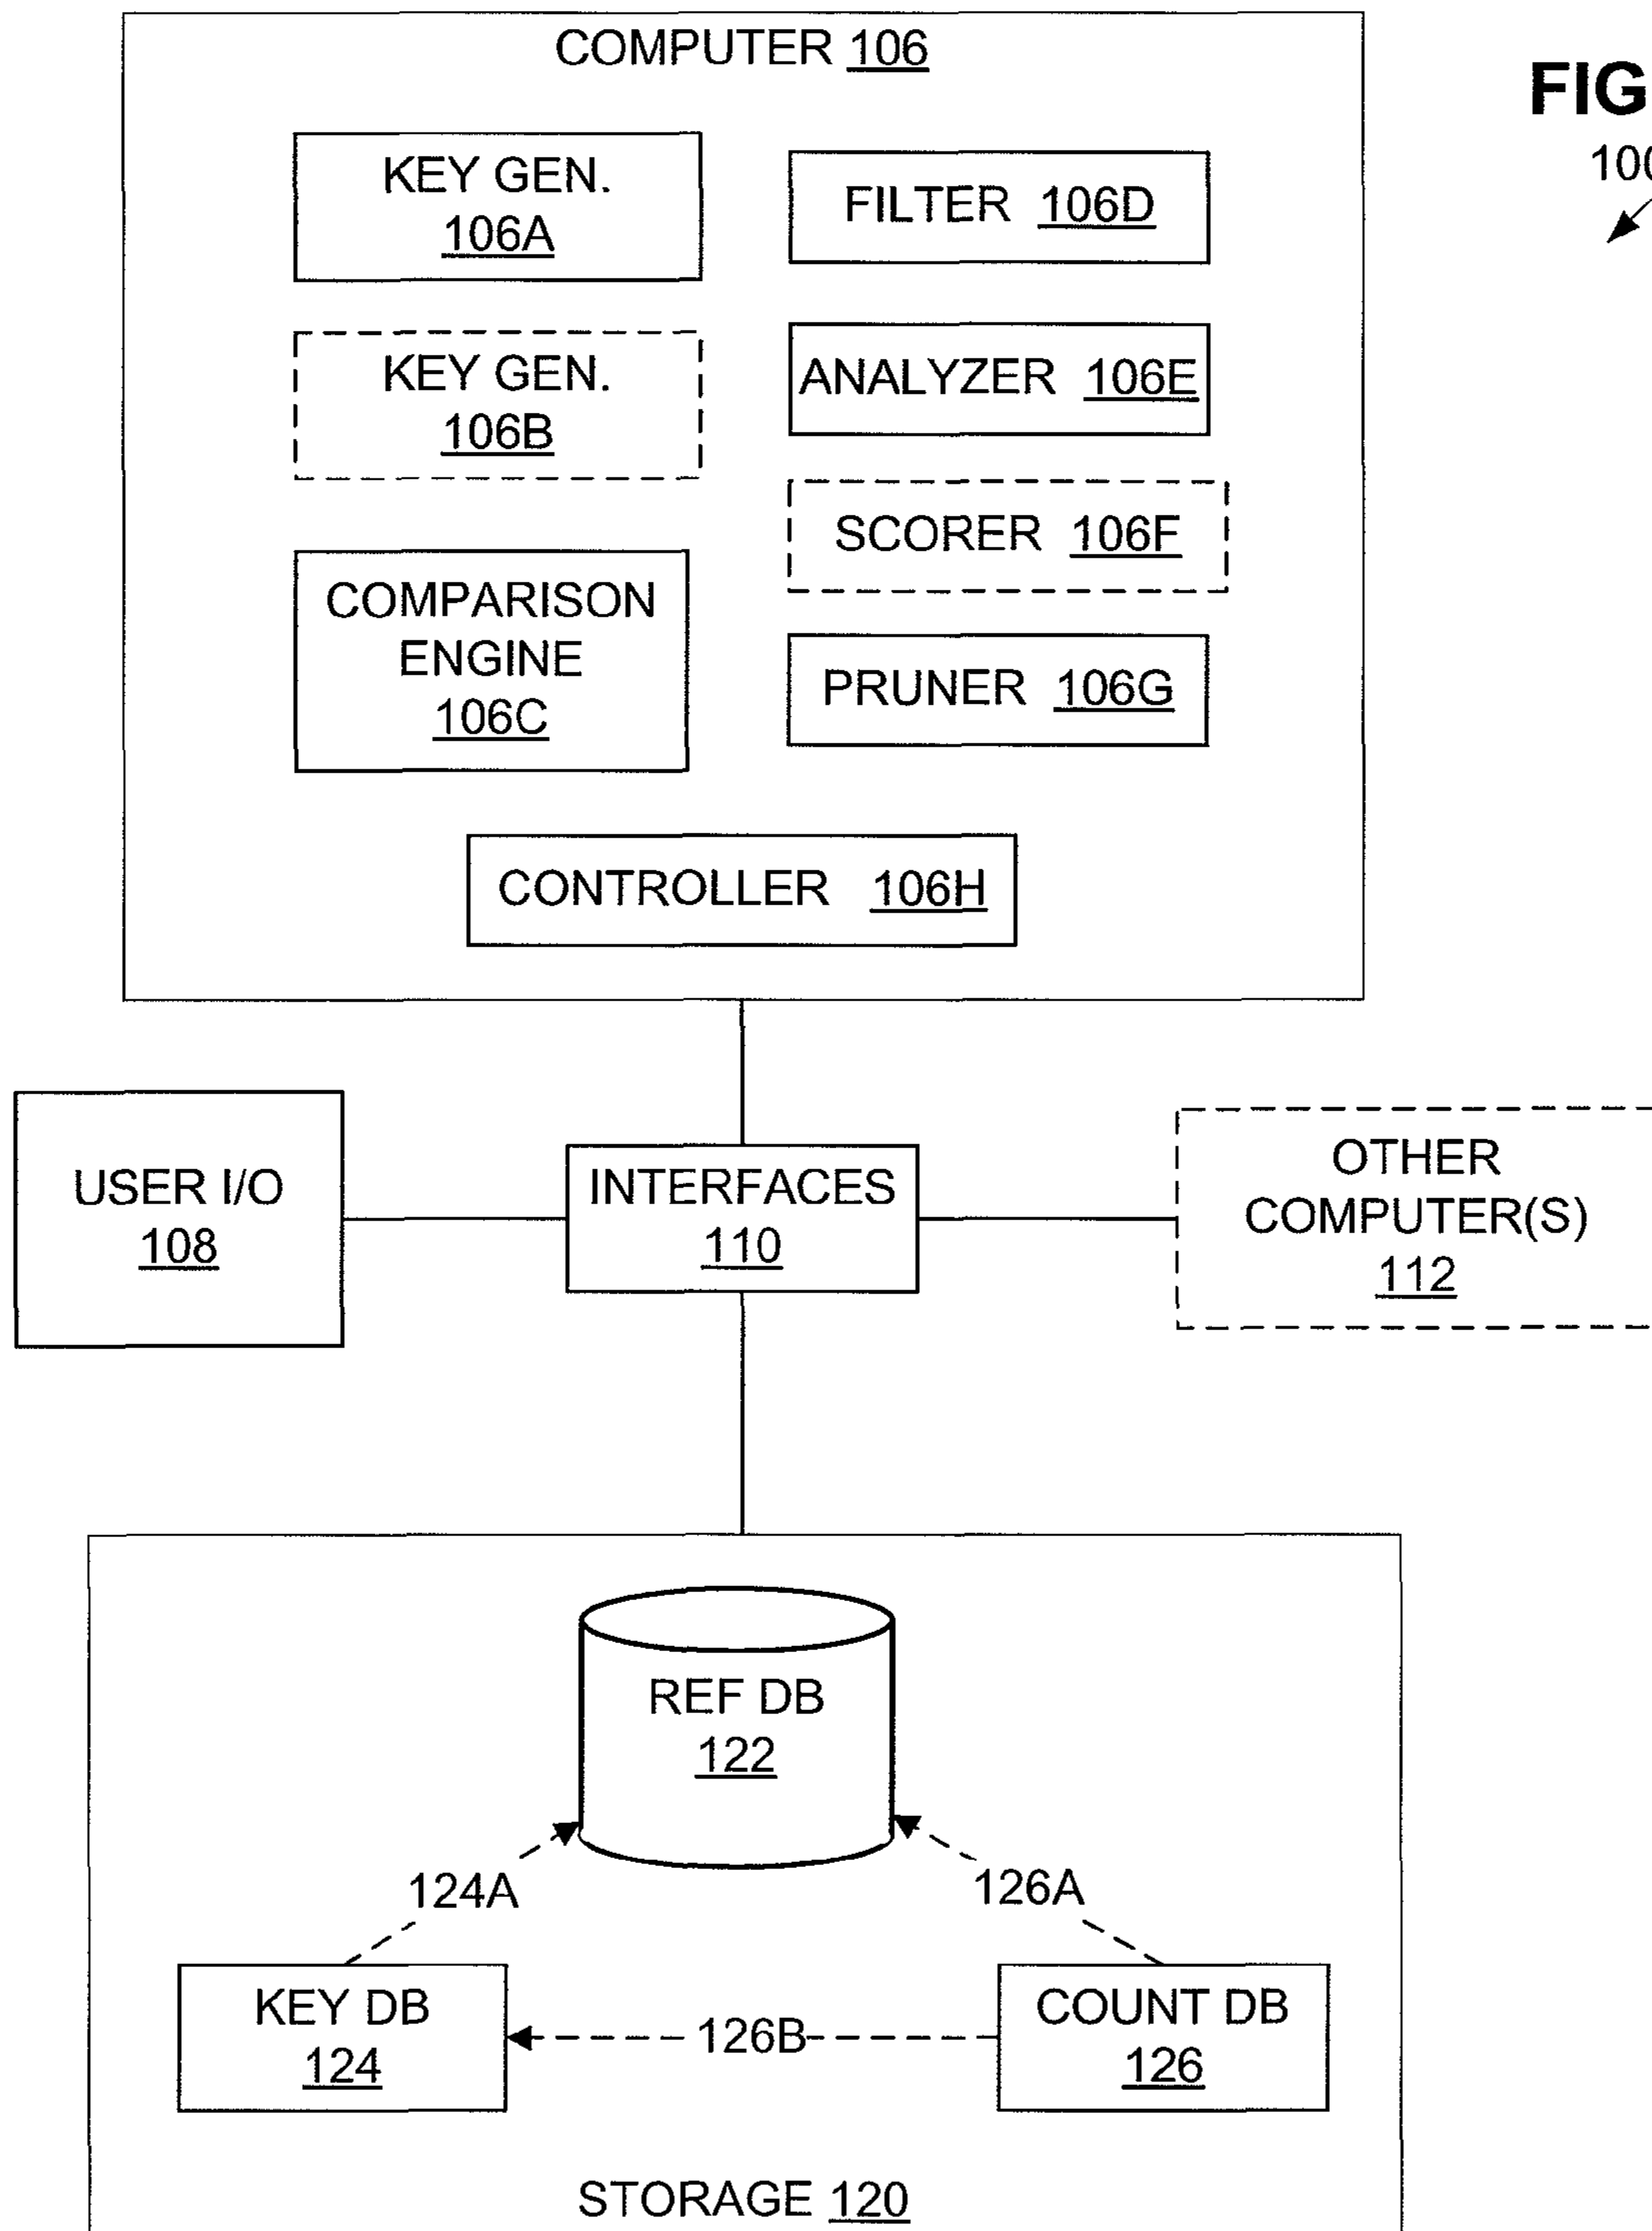 COMPUTER 106
FIG
100
KEY GEN.
106A
FILTER 106D
KEY GEN.
106B
ANALYZER 106E
SCORER 106F
COMPARISON
ENGINE
106C
PRUNER 106G
CONTROLLER 106H
USER I/O
108
INTERFACES
110
OTHER
COMPUTER(S)
112
REF DB
122
124A
126A
KEY DB
124
126B
COUNT DB
126
STORAGE 120